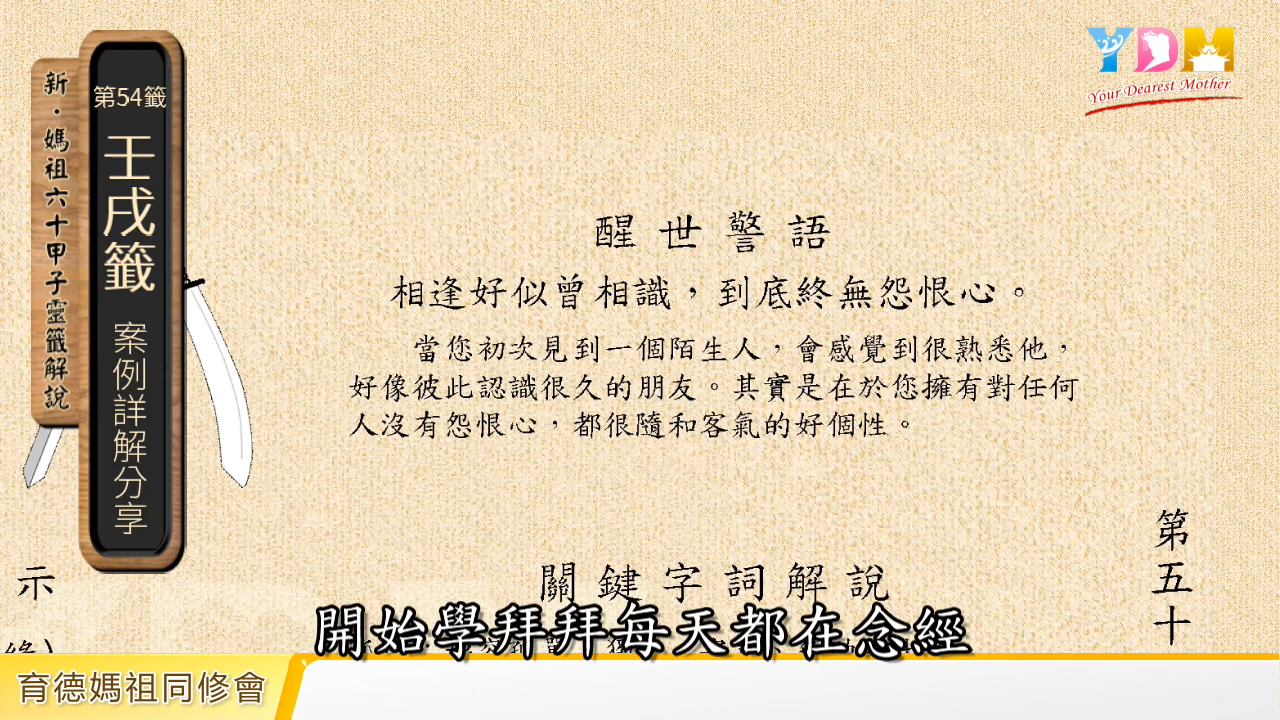 新・媽祖六十甲子靈籤解說
第54籤
壬戌籤
案例詳解分享
YDM
Your Dearest Mother
醒世警語
相逢好似曾相識，到底終無怨恨心。
當您初次見到一個陌生人，會感覺到很熟悉他，
好像彼此認識很久的朋友。其實是在於您擁有對任何
人沒有怨恨心，都很隨和客氣的好個性。
第五十
示
關鍵字詞解說
開始學拜拜每天都在念經
育德媽祖同修會